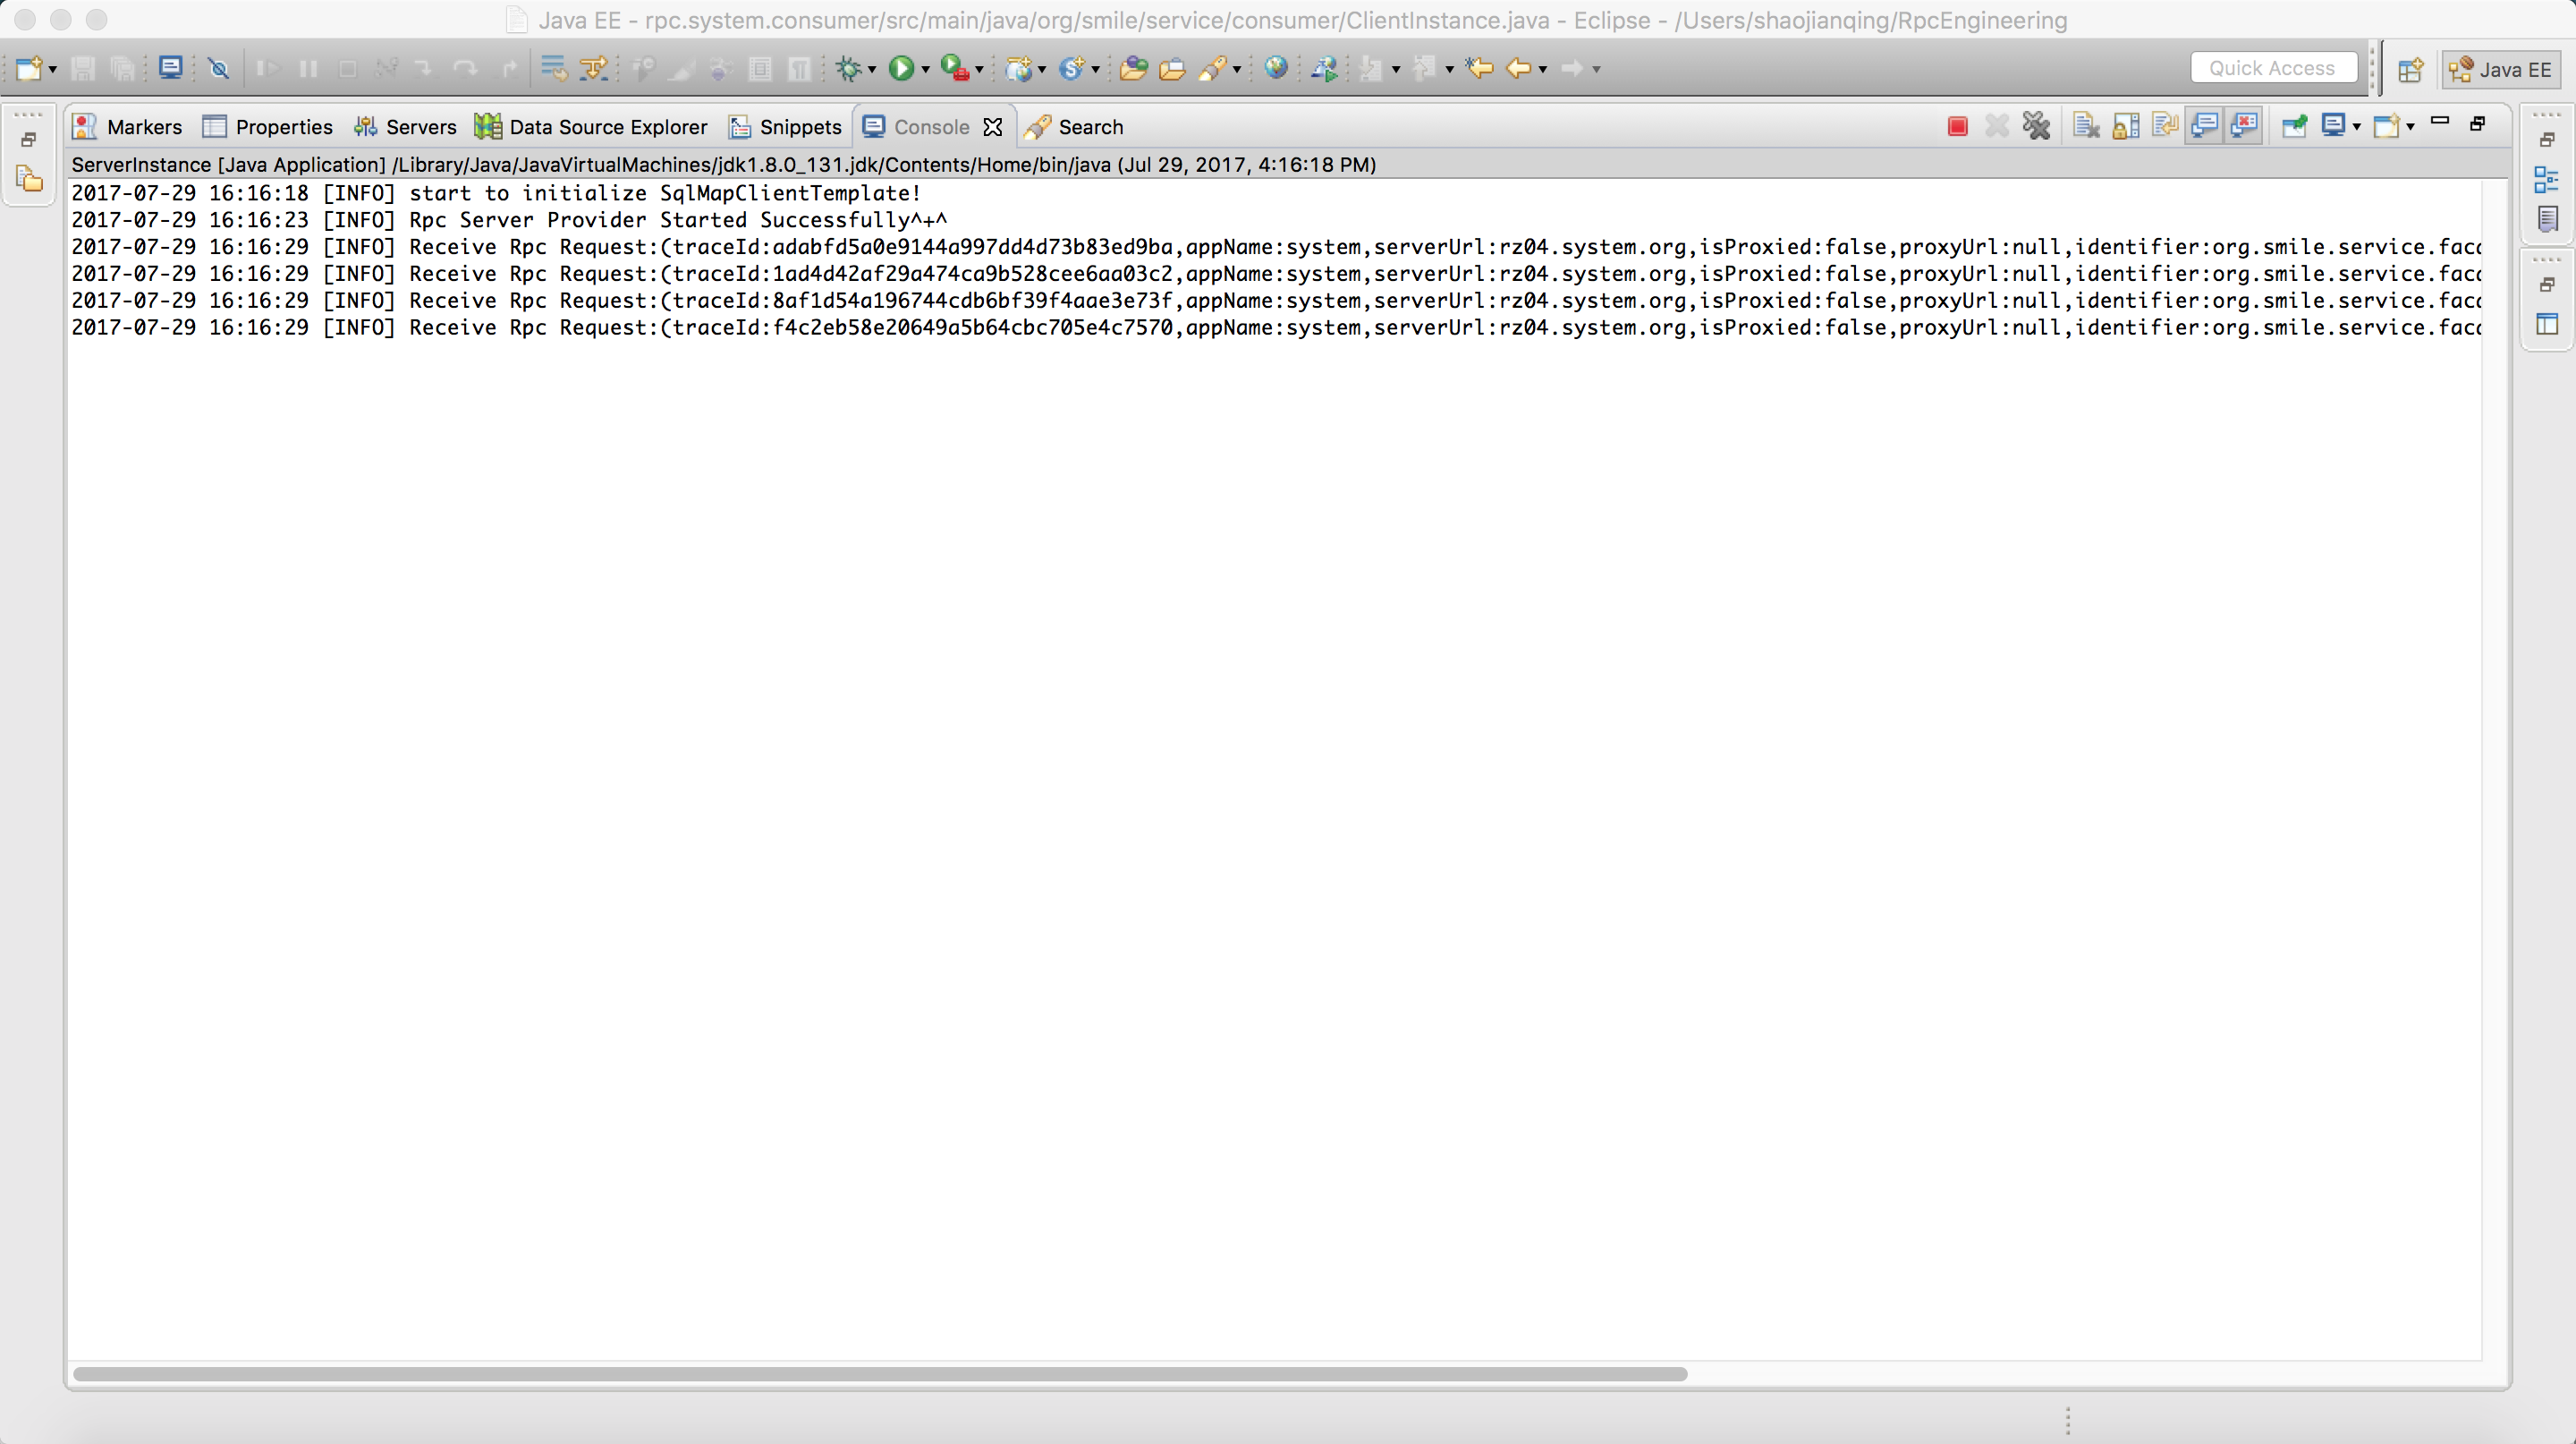 Java EE - rpc.system.consumer/src/main/java/org/smile/service/consumer/ClientInstance.java - Eclipse - /Users/shaojianqing/RpcEngineering
Quick Access
Java EE
Markers Properties Servers Data Source Explorer Snippets Console Search
ServerInstance [Java Application] /Library/Java/JavaVirtualMachines/jdk1.8.0_131.jdk/Contents/Home/bin/java (Jul 29, 2017, 4:16:18 PM)
2017-07-29 16:16:18 [INFO] start to initialize SqlMapClientTemplate!
2017-07-29 16:16:23 [INFO] Rpc Server Provider Started Successfully^+^
2017-07-29 16:16:29 [INFO] Receive Rpc Request:(traceId:adabfd5a0e9144a997dd4d73b83ed9ba,appName:system,serverUrl:rz04.system.org,isProxied:false,proxyUrl:null,identifier:org.smile.service.fac
2017-07-29 16:16:29 [INFO] Receive Rpc Request:(traceId:1ad4d42af29a474ca9b528cee6aa03c2,appName:system,serverUrl:rz04.system.org,isProxied:false,proxyUrl:null,identifier:org.smile.service.fac
2017-07-29 16:16:29 [INFO] Receive Rpc Request:(traceId:8af1d54a196744cdb6bf39f4aae3e73f,appName:system,serverUrl:rz04.system.org,isProxied:false,proxyUrl:null,identifier:org.smile.service.fac
2017-07-29 16:16:29 [INFO] Receive Rpc Request:(traceId:f4c2eb58e20649a5b64cbc705e4c7570,appName:system,serverUrl:rz04.system.org,isProxied:false,proxyUrl:null,identifier:org.smile.service.fac